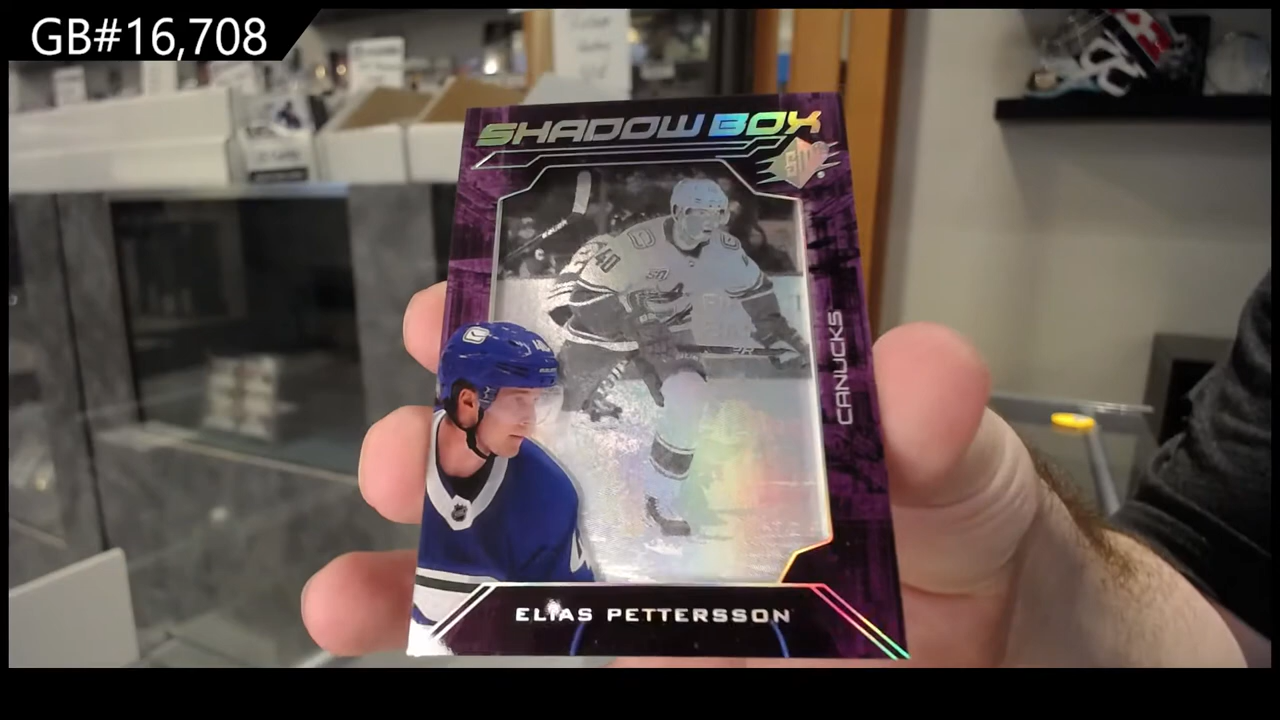 GB#16,708
SHADOW BOX
SPX
40
CANUCKS
ELIAS PETTERSSON